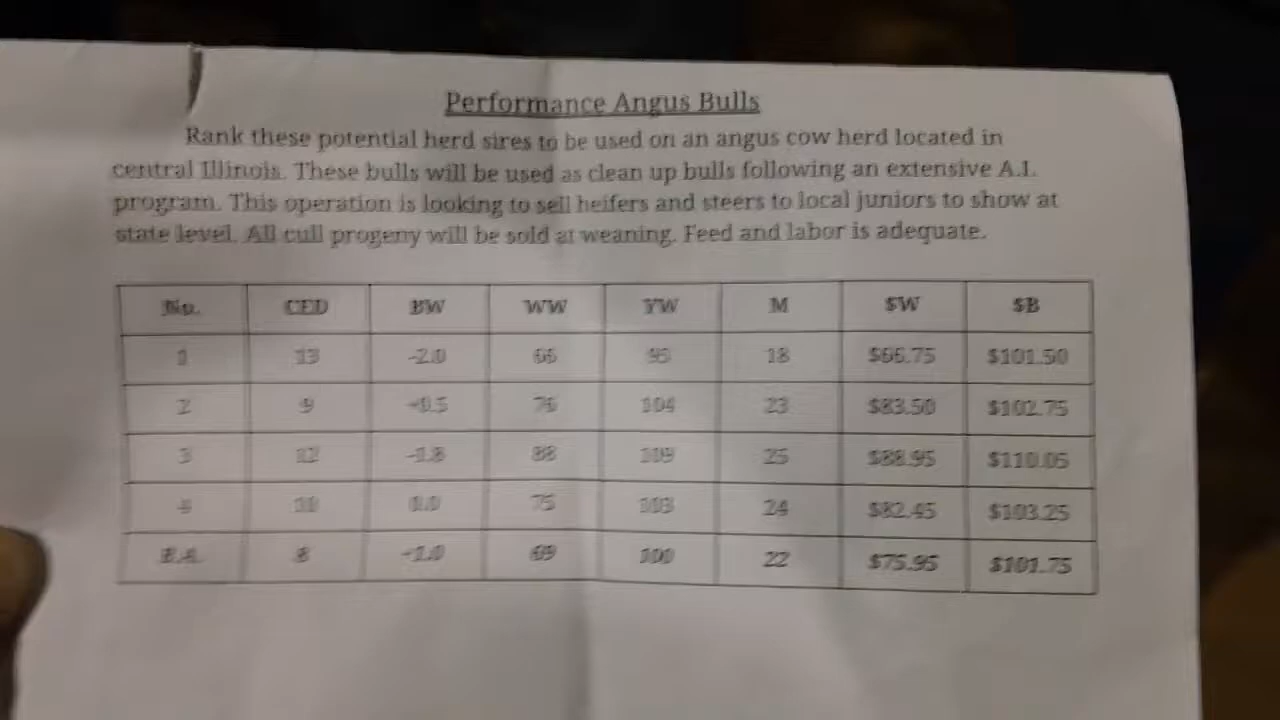 Performance Angus Bulls
Rank these potential herd sires to be used on an angus cow herd located in
central Illinois. These bulls will be used as clean up bulls following an extensive A.I.
program. This operation is looking to sell heifers and steers to local juniors to show at
state level. All cull progeny will be sold at weaning. Feed and labor is adequate.
No. CED BW WW YW M $W $B
1 13 -2.0 66 95 18 $66.75 $101.50
2 9 76 104 23 $83.50 $102.75
3 12 88 25 $88.95 $110.05
4 75 103 24 $82.45 $103.25
8 -1.0 69 100 22 $75.95 $101.75